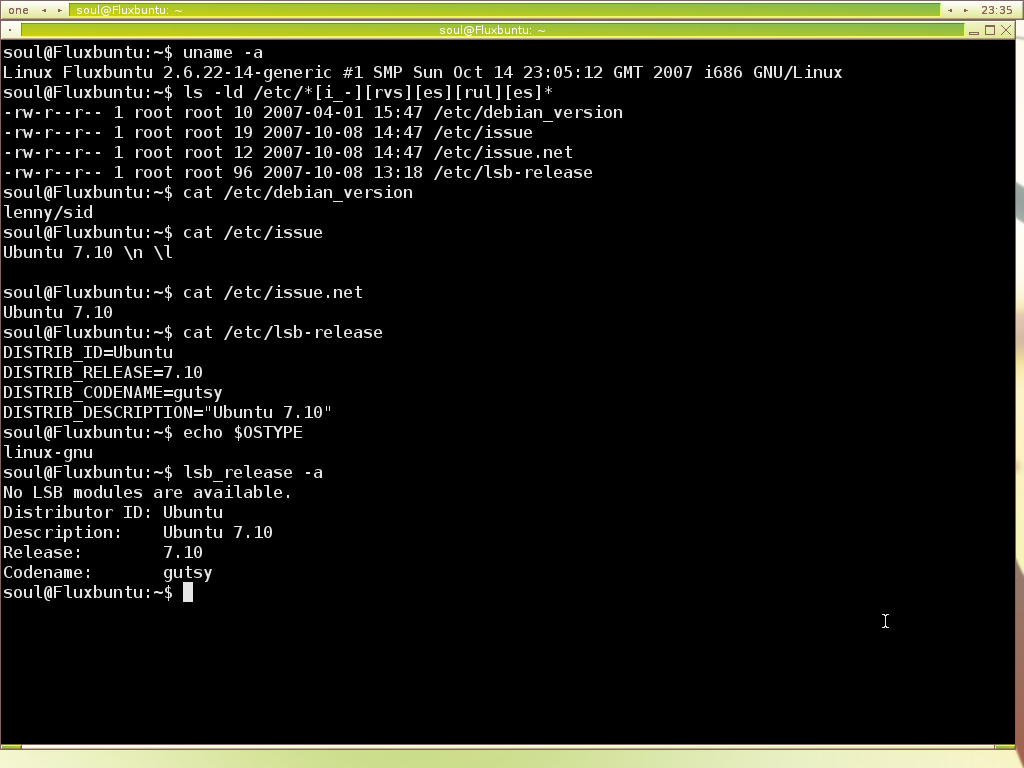 one soul@Fluxbuntu: ~ 23:35
soul@Fluxbuntu: ~
soul@Fluxbuntu:~$ uname -a
Linux Fluxbuntu 2.6.22-14-generic #1 SMP Sun Oct 14 23:05:12 GMT 2007 i686 GNU/Linux
soul@Fluxbuntu:~$ ls -ld /etc/*[i_-][rvs][es][rul][es]*
-rw-r--r-- 1 root root 10 2007-04-01 15:47 /etc/debian_version
-rw-r--r-- 1 root root 19 2007-10-08 14:47 /etc/issue
-rw-r--r-- 1 root root 12 2007-10-08 14:47 /etc/issue.net
-rw-r--r-- 1 root root 96 2007-10-08 13:18 /etc/lsb-release
soul@Fluxbuntu:~$ cat /etc/debian_version
lenny/sid
soul@Fluxbuntu:~$ cat /etc/issue
Ubuntu 7.10 \n \l
soul@Fluxbuntu:~$ cat /etc/issue.net
Ubuntu 7.10
soul@Fluxbuntu:~$ cat /etc/lsb-release
DISTRIB_ID=Ubuntu
DISTRIB_RELEASE=7.10
DISTRIB_CODENAME=gutsy
DISTRIB_DESCRIPTION="Ubuntu 7.10"
soul@Fluxbuntu:~$ echo $OSTYPE
linux-gnu
soul@Fluxbuntu:~$ lsb_release -a
No LSB modules are available.
Distributor ID: Ubuntu
Description:    Ubuntu 7.10
Release:        7.10
Codename:       gutsy
soul@Fluxbuntu:~$